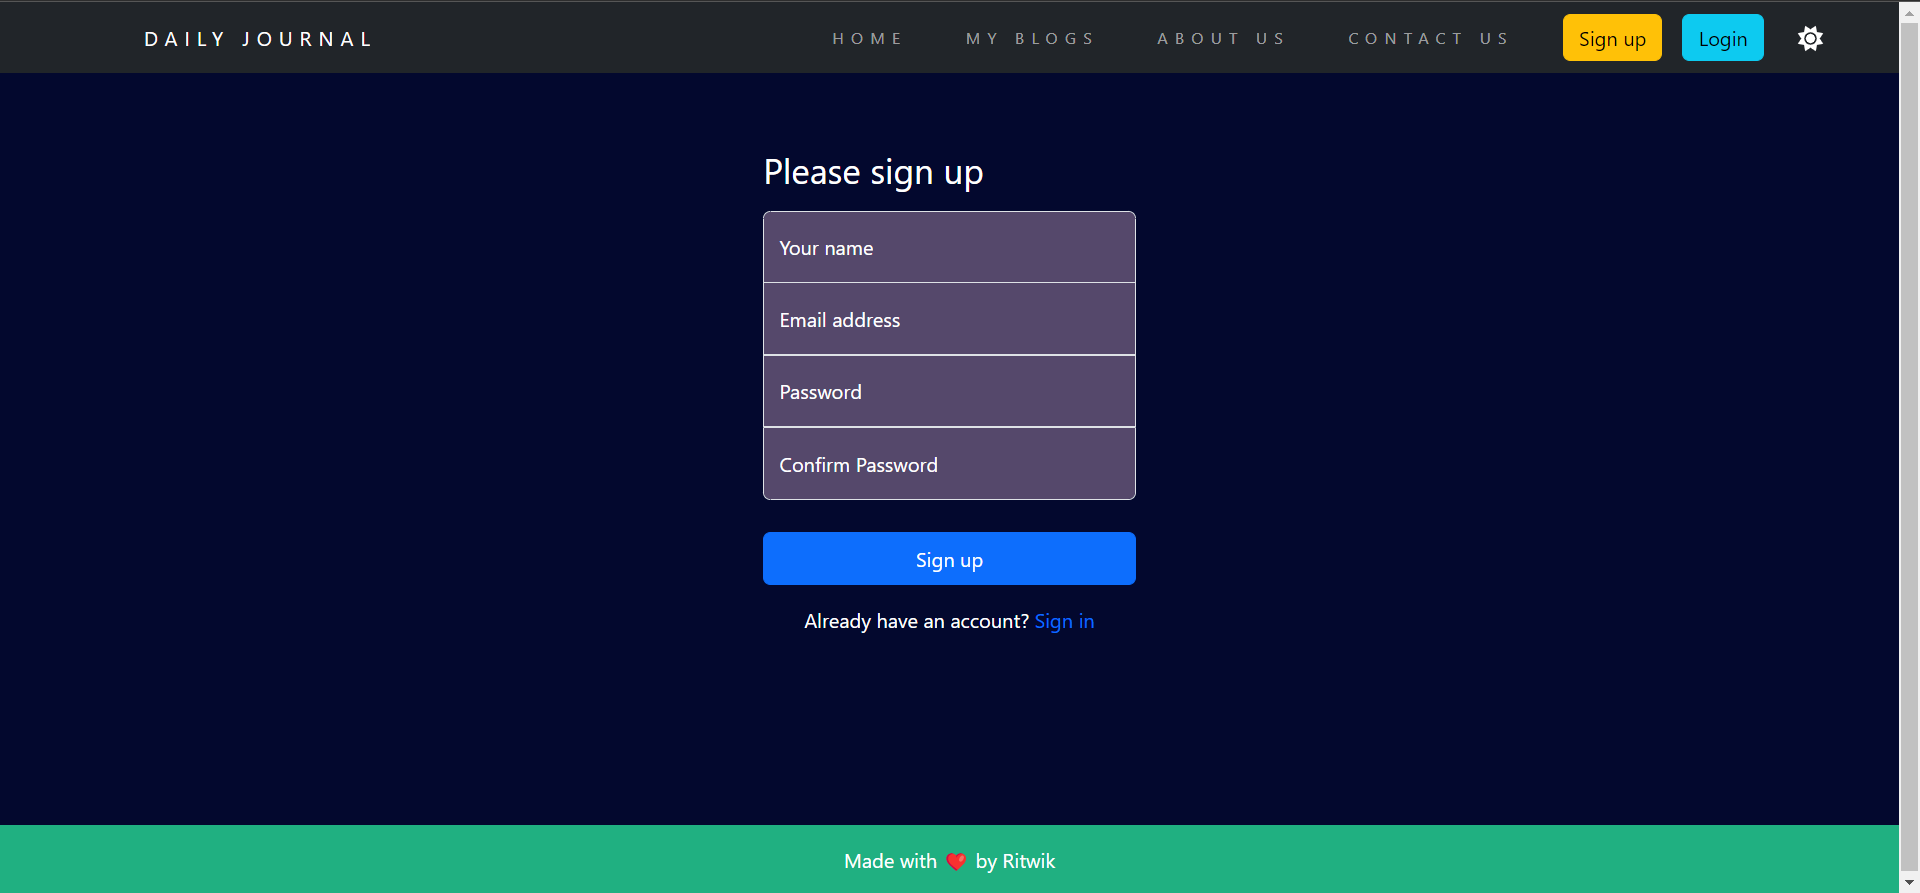 DAILY JOURNAL
HOME MY BLOGS ABOUT US CONTACT US Sign up Login
Please sign up
Your name
Email address
Password
Confirm Password
Sign up
Already have an account? Sign in
Made with ❤️ by Ritwik